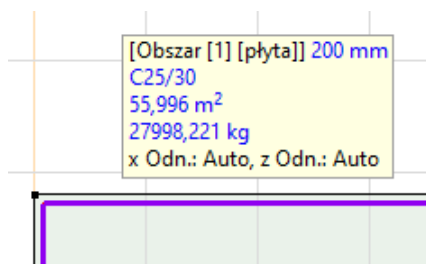 [Obszar [1] [płyta]] 200 mm
C25/30
55,996 m²
27998,221 kg
x Odn.: Auto, z Odn.: Auto